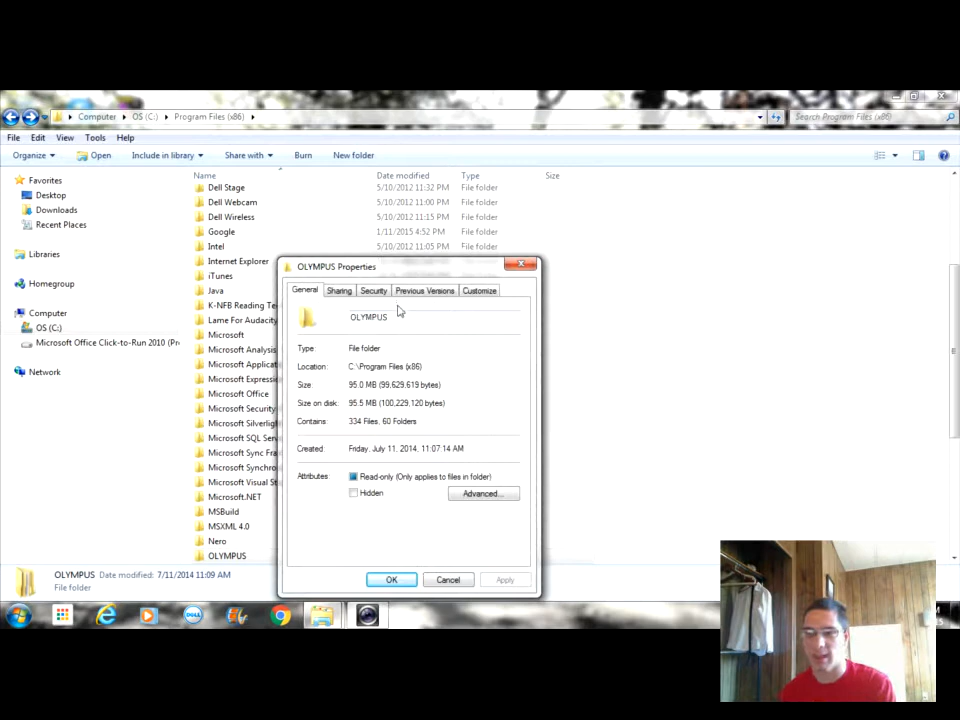 Computer OS (C:) Program Files (x86) Search Program Files (x86)
File Edit View Tools Help
Organize Open Include in library Share with Burn New folder
Name Date modified Type Size
Favorites
Desktop
Downloads
Recent Places
Libraries
Homegroup
Computer
OS (C:)
Microsoft Office Click-to-Run 2010 (Pro
Network
Dell Stage 5/10/2012 11:32 PM File folder
Dell Webcam 5/10/2012 11:00 PM File folder
Dell Wireless 5/10/2012 11:15 PM File folder
Google 1/11/2015 4:52 PM File folder
Intel 5/10/2012 11:05 PM File folder
Internet Explorer
iTunes
Java
K-NFB Reading Te
Lame For Audacity
Microsoft
Microsoft Analysis
Microsoft Applicat
Microsoft Expressi
Microsoft Office
Microsoft Security
Microsoft Silverlig
Microsoft SQL Serv
Microsoft Sync Fra
Microsoft Synchro
Microsoft Visual St
Microsoft.NET
MSBuild
MSXML 4.0
Nero
OLYMPUS
OLYMPUS Properties
General Sharing Security Previous Versions Customize
OLYMPUS
Type: File folder
Location: C:\Program Files (x86)
Size: 95.0 MB (99,629,619 bytes)
Size on disk: 95.5 MB (100,229,120 bytes)
Contains: 334 Files, 60 Folders
Created: Friday, July 11, 2014, 11:07:14 AM
Attributes: Read-only (Only applies to files in folder)
Hidden Advanced...
OK Cancel Apply
OLYMPUS Date modified: 7/11/2014 11:09 AM
File folder
DELL